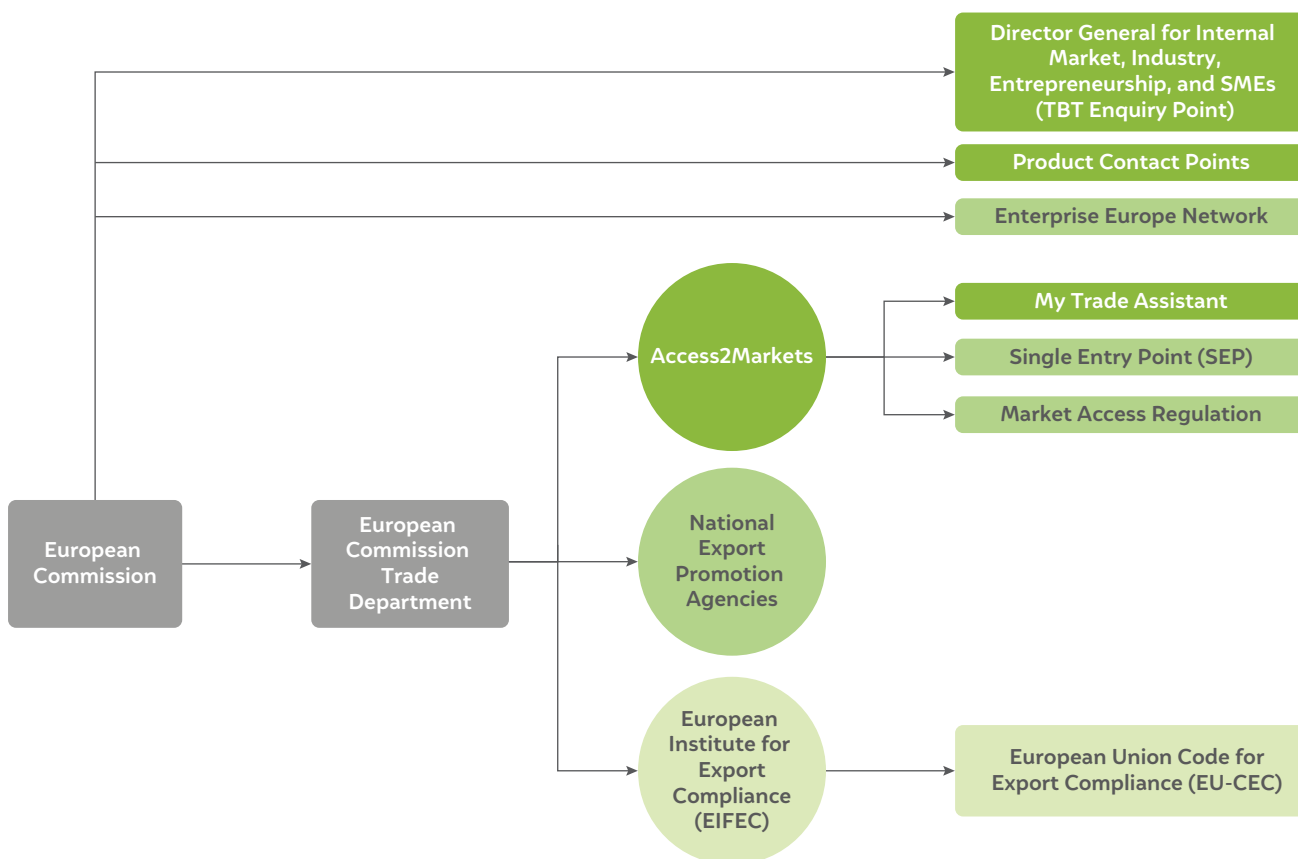 Director General for Internal
Market, Industry,
Entrepreneurship, and SMEs
(TBT Enquiry Point)
Product Contact Points
Enterprise Europe Network
My Trade Assistant
Access2Markets
Single Entry Point (SEP)
Market Access Regulation
European
Commission
European
Commission
Trade
Department
National
Export
Promotion
Agencies
European
Institute for
Export
Compliance
(EIFEC)
European Union Code for
Export Compliance (EU-CEC)